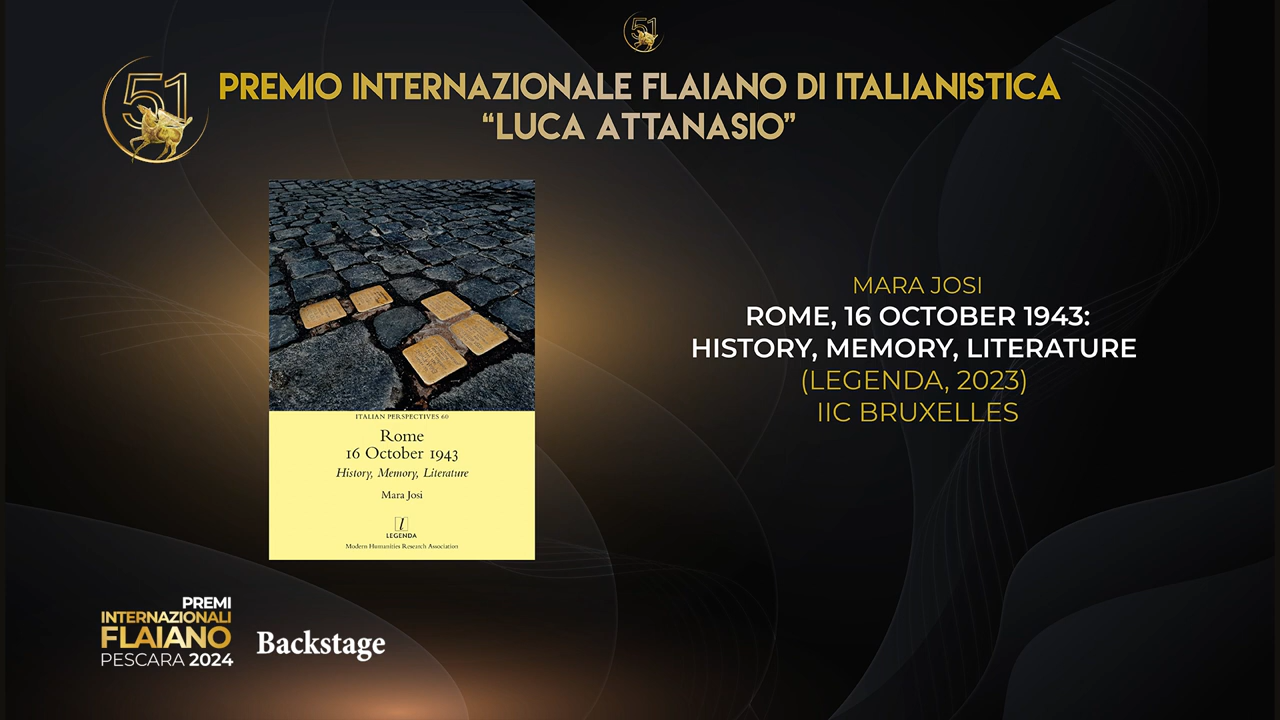 51
51
PREMIO INTERNAZIONALE FLAIANO DI ITALIANISTICA
“LUCA ATTANASIO”
ITALIAN PERSPECTIVES 60
Rome
16 October 1943
History, Memory, Literature
Mara Josi
l
LEGENDA
Modern Humanities Research Association
MARA JOSI
ROME, 16 OCTOBER 1943:
HISTORY, MEMORY, LITERATURE
(LEGENDA, 2023)
IIC BRUXELLES
PREMI
INTERNAZIONALI
FLAIANO
PESCARA 2024
Backstage